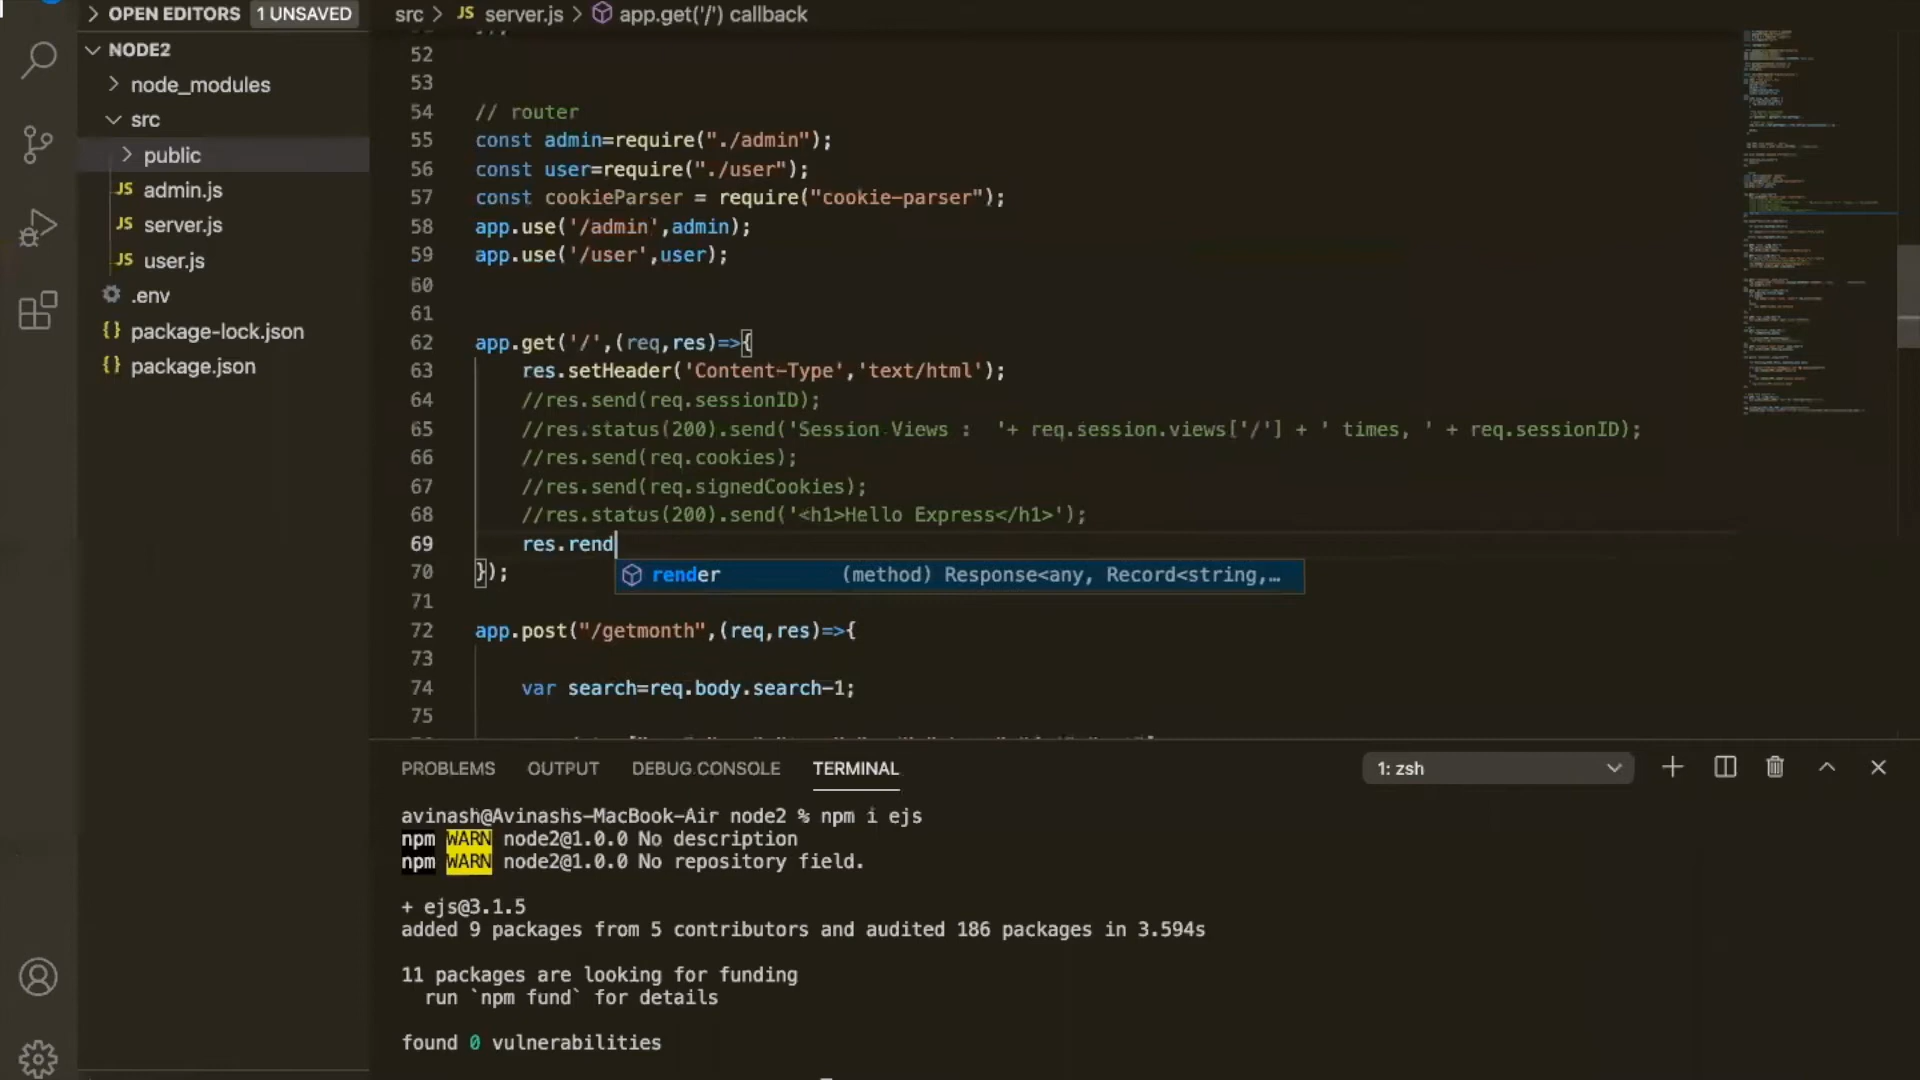 OPEN EDITORS 1 UNSAVED
NODE2
node_modules
src
public
JS admin.js
JS server.js
JS user.js
.env
{} package-lock.json
{} package.json
src > JS server.js > app.get('/') callback
52
53
54 // router
55 const admin=require("./admin");
56 const user=require("./user");
57 const cookieParser = require("cookie-parser");
58 app.use('/admin',admin);
59 app.use('/user',user);
60
61
62 app.get('/',(req,res)=>{
63 res.setHeader('Content-Type','text/html');
64 //res.send(req.sessionID);
65 //res.status(200).send('Session Views :  '+ req.session.views['/'] + ' times, ' + req.sessionID);
66 //res.send(req.cookies);
67 //res.send(req.signedCookies);
68 //res.status(200).send('<h1>Hello Express</h1>');
69 res.rend
render (method) Response<any, Record<string,…
70 });
71
72 app.post("/getmonth",(req,res)=>{
73
74 var search=req.body.search-1;
75
PROBLEMS OUTPUT DEBUG CONSOLE TERMINAL 1: zsh
avinash@Avinashs-MacBook-Air node2 % npm i ejs
npm WARN node2@1.0.0 No description
npm WARN node2@1.0.0 No repository field.
+ ejs@3.1.5
added 9 packages from 5 contributors and audited 186 packages in 3.594s
11 packages are looking for funding
run `npm fund` for details
found 0 vulnerabilities